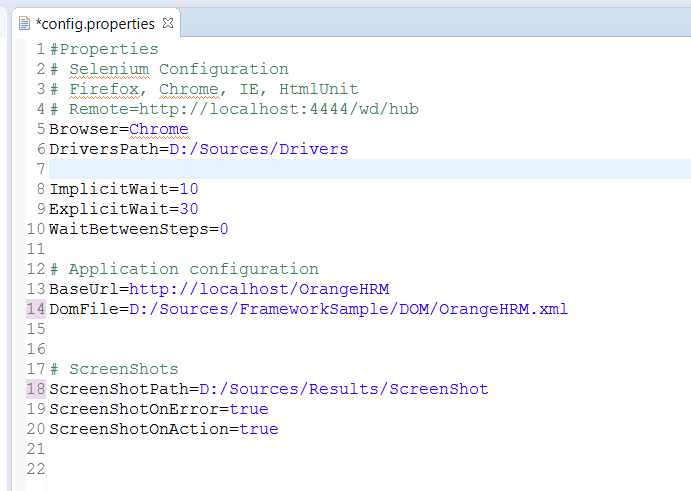 *config.properties
1 #Properties
2 # Selenium Configuration
3 # Firefox, Chrome, IE, HtmlUnit
4 # Remote=http://localhost:4444/wd/hub
5 Browser=Chrome
6 DriversPath=D:/Sources/Drivers
7
8 ImplicitWait=10
9 ExplicitWait=30
10 WaitBetweenSteps=0
11
12 # Application configuration
13 BaseUrl=http://localhost/OrangeHRM
14 DomFile=D:/Sources/FrameworkSample/DOM/OrangeHRM.xml
15
16
17 # ScreenShots
18 ScreenShotPath=D:/Sources/Results/ScreenShot
19 ScreenShotOnError=true
20 ScreenShotOnAction=true
21
22